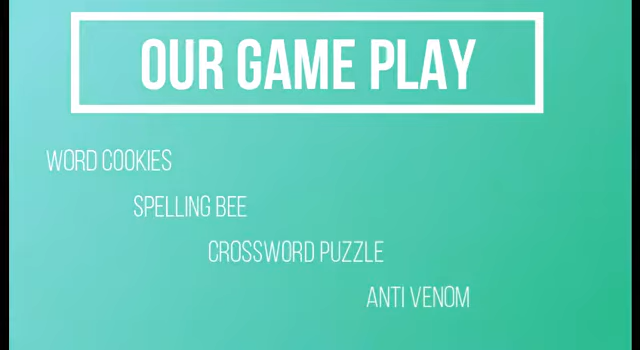 OUR GAME PLAY
WORD COOKIES
SPELLING BEE
CROSSWORD PUZZLE
ANTI VENOM